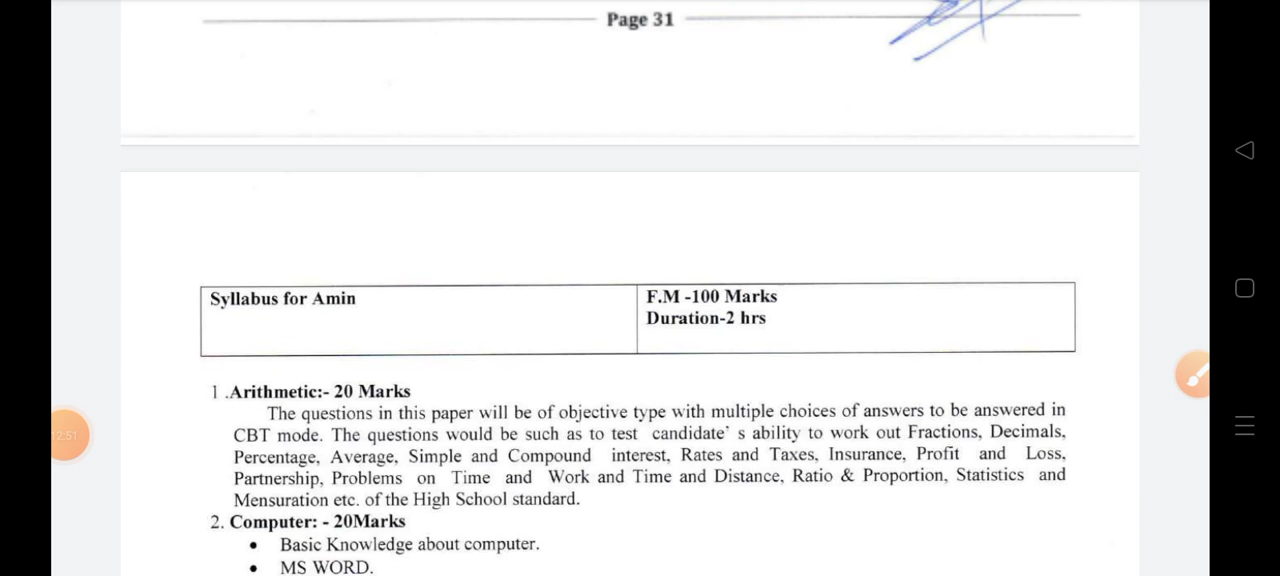 Page 31
Syllabus for Amin
F.M -100 Marks
Duration-2 hrs
1 .Arithmetic:- 20 Marks
The questions in this paper will be of objective type with multiple choices of answers to be answered in
CBT mode. The questions would be such as to test candidate' s ability to work out Fractions, Decimals,
Percentage, Average, Simple and Compound interest, Rates and Taxes, Insurance, Profit and Loss,
Partnership, Problems on Time and Work and Time and Distance, Ratio & Proportion, Statistics and
Mensuration etc. of the High School standard.
2. Computer: - 20Marks
• Basic Knowledge about computer.
• MS WORD.
12:51